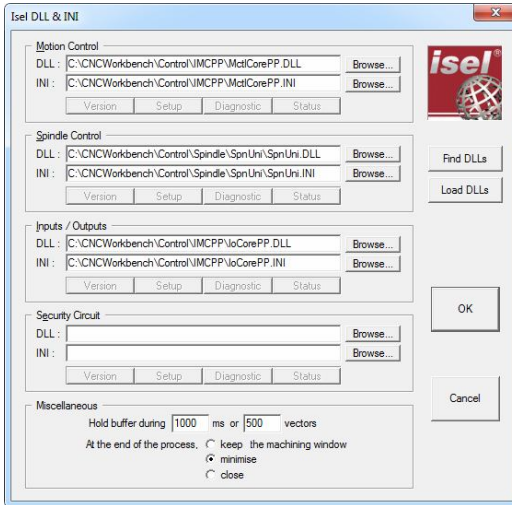 Isel DLL & INI
Motion Control
DLL : C:\CNCWorkbench\Control\IMCPP\MctlCorePP.DLL Browse...
INI : C:\CNCWorkbench\Control\IMCPP\MctlCorePP.INI Browse...
Version Setup Diagnostic Status
isel
Spindle Control
DLL : C:\CNCWorkbench\Control\Spindle\SpnUni\SpnUni.DLL Browse...
INI : C:\CNCWorkbench\Control\Spindle\SpnUni\SpnUni.INI Browse...
Version Setup Diagnostic Status
Find DLLs
Load DLLs
Inputs / Outputs
DLL : C:\CNCWorkbench\Control\IMCPP\IoCorePP.DLL Browse...
INI : C:\CNCWorkbench\Control\IMCPP\IoCorePP.INI Browse...
Version Setup Diagnostic Status
Security Circuit
DLL : Browse...
INI : Browse...
Version Setup Diagnostic Status
OK
Cancel
Miscellaneous
Hold buffer during 1000 ms or 500 vectors
At the end of the process, keep the machining window
minimise
close